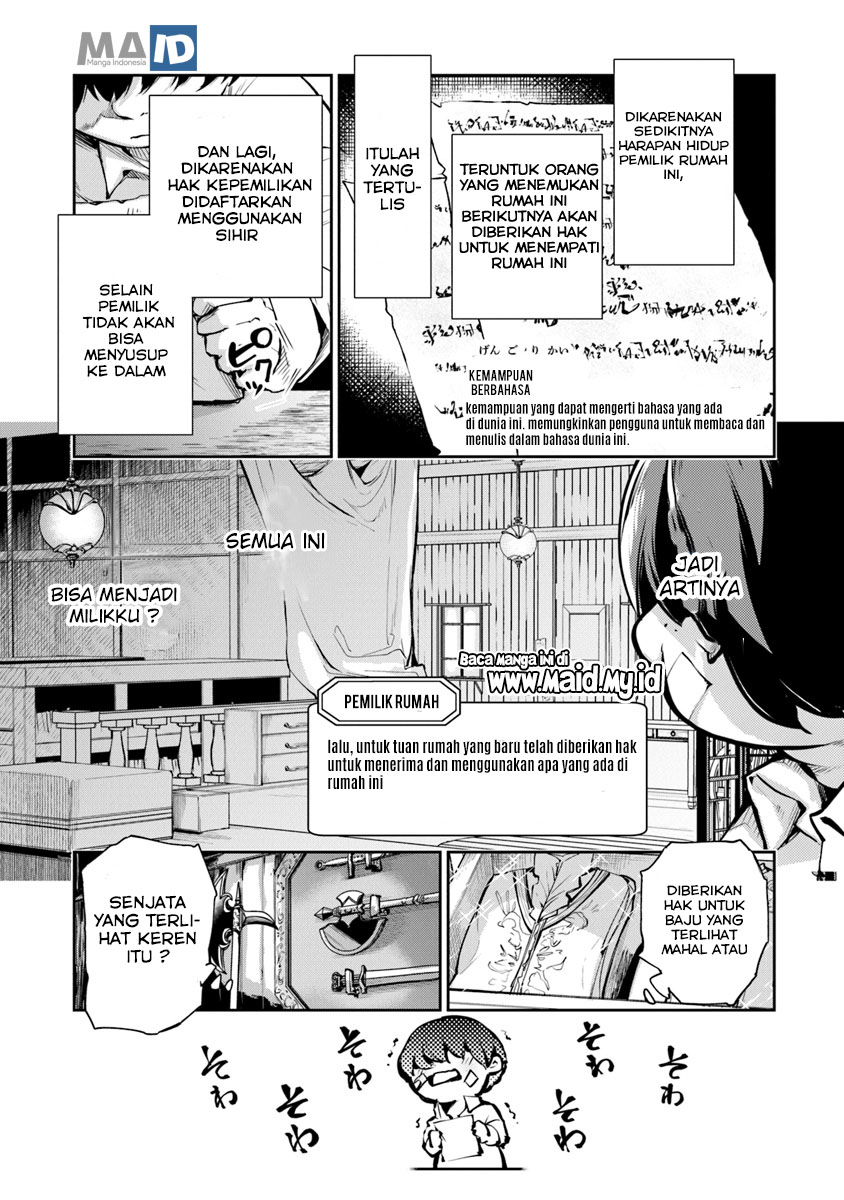 MAID
Manga Indonesia
DIKARENAKAN
SEDIKITNYA
HARAPAN HIDUP
PEMILIK RUMAH
INI,
TERUNTUK ORANG
YANG MENEMUKAN
RUMAH INI
BERIKUTNYA AKAN
DIBERIKAN HAK
UNTUK MENEMPATI
RUMAH INI
ITULAH
YANG
TERTU-
LIS
げんご・りかい
KEMAMPUAN
BERBAHASA
kemampuan yang dapat mengerti bahasa yang ada
di dunia ini. memungkinkan pengguna untuk membaca dan
menulis dalam bahasa dunia ini.
DAN LAGI,
DIKARENAKAN
HAK KEPEMILIKAN
DIDAFTARKAN
MENGGUNAKAN
SIHIR
SELAIN
PEMILIK
TIDAK AKAN
BISA
MENYUSUP
KE DALAM
ピクッ
JADI
ARTINYA
SEMUA INI
BISA MENJADI
MILIKKU ?
Baca Manga ini di
www.Maid.My.id
PEMILIK RUMAH
lalu, untuk tuan rumah yang baru telah diberikan hak
untuk menerima dan menggunakan apa yang ada di
rumah ini
DIBERIKAN
HAK UNTUK
BAJU YANG
TERLIHAT
MAHAL ATAU
SENJATA
YANG TERLI-
HAT KEREN
ITU ?
そわ
そわ
そわ
そわ
そわ
そわ